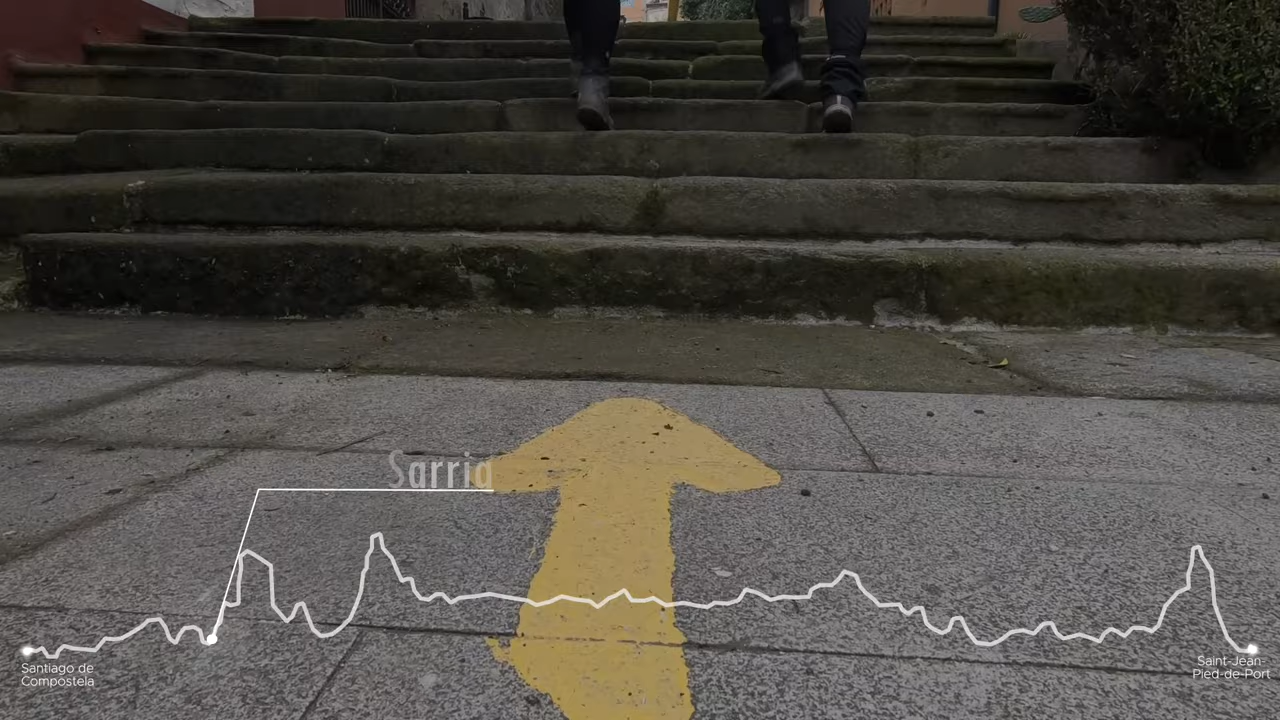 Sarria
Santiago de
Compostela
Saint-Jean-
Pied-de-Port